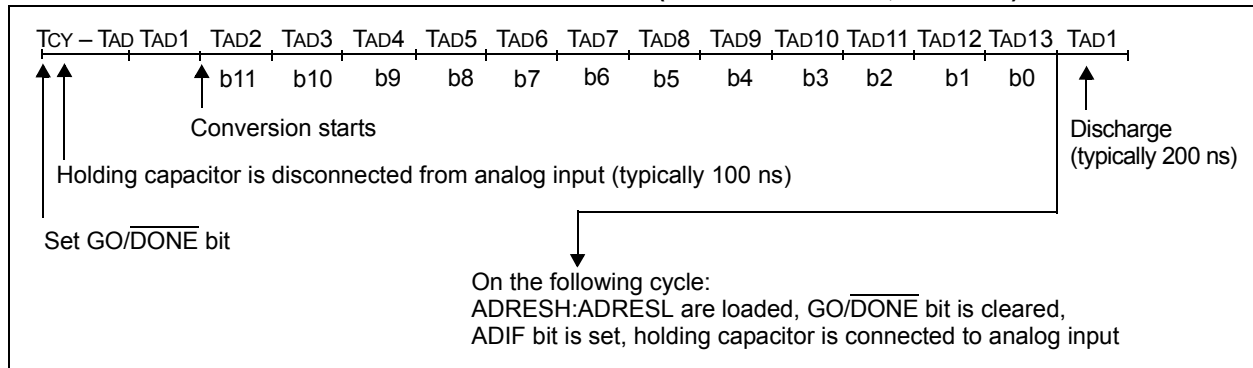 TCY – TAD TAD1 TAD2 TAD3 TAD4 TAD5 TAD6 TAD7 TAD8 TAD9 TAD10 TAD11 TAD12 TAD13 TAD1
b11 b10 b9 b8 b7 b6 b5 b4 b3 b2 b1 b0
Conversion starts
Discharge
(typically 200 ns)
Holding capacitor is disconnected from analog input (typically 100 ns)
Set GO/DONE bit
On the following cycle:
ADRESH:ADRESL are loaded, GO/DONE bit is cleared,
ADIF bit is set, holding capacitor is connected to analog input